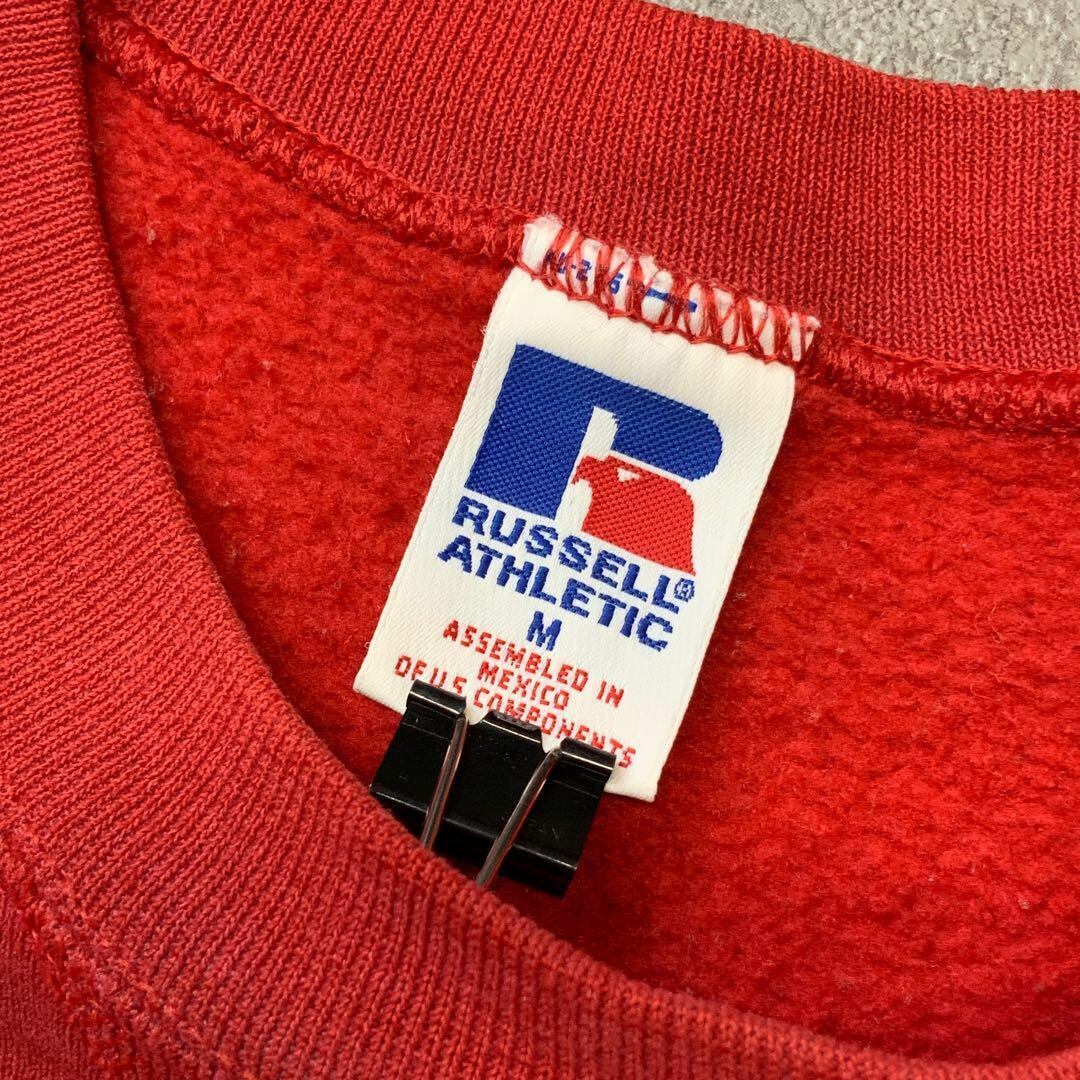 RUSSELL®
ATHLETIC
M
ASSEMBLED IN
MEXICO
OF U.S. COMPONENTS